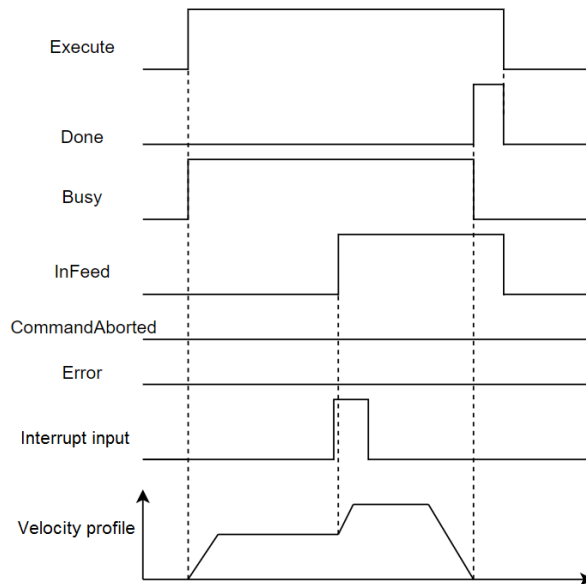 Execute
Done
Busy
InFeed
CommandAborted
Error
Interrupt input
Velocity profile